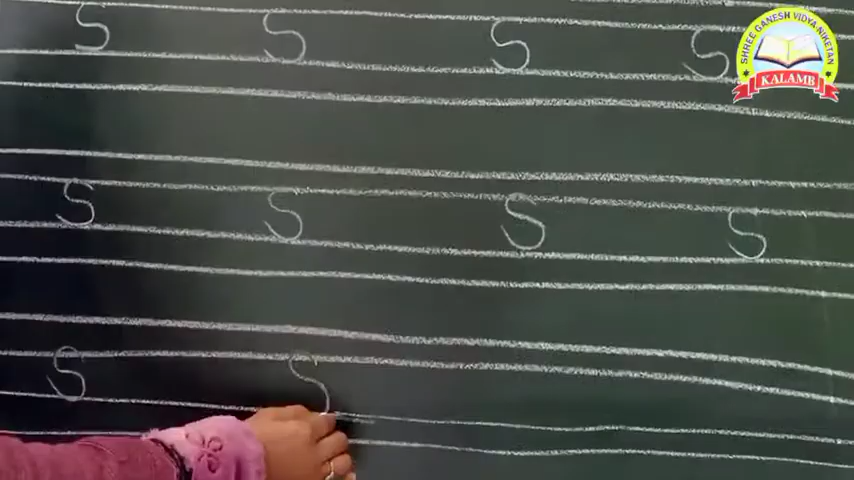 S S S S
SHREE GANESH VIDYA NIKETAN
KALAMB
S S S S
S S